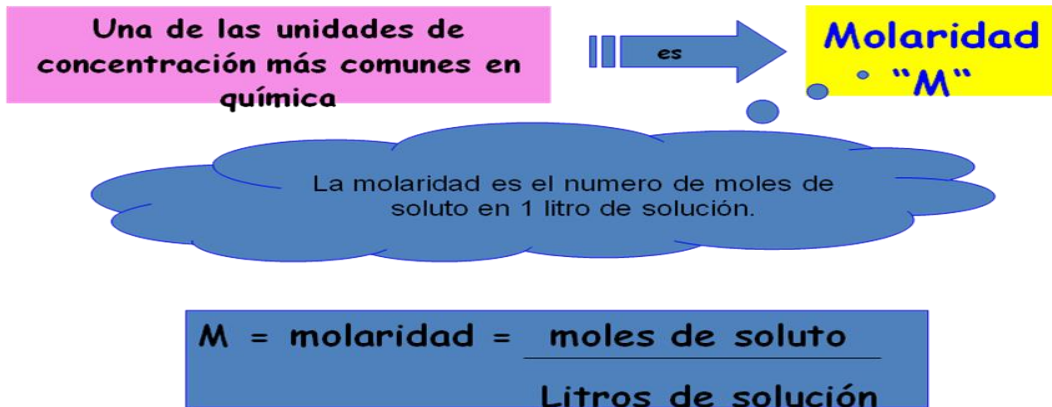 Una de las unidades de
concentración más comunes en
química
es
Molaridad
"M"
La molaridad es el numero de moles de
soluto en 1 litro de solución.
M = molaridad = moles de soluto
Litros de solución